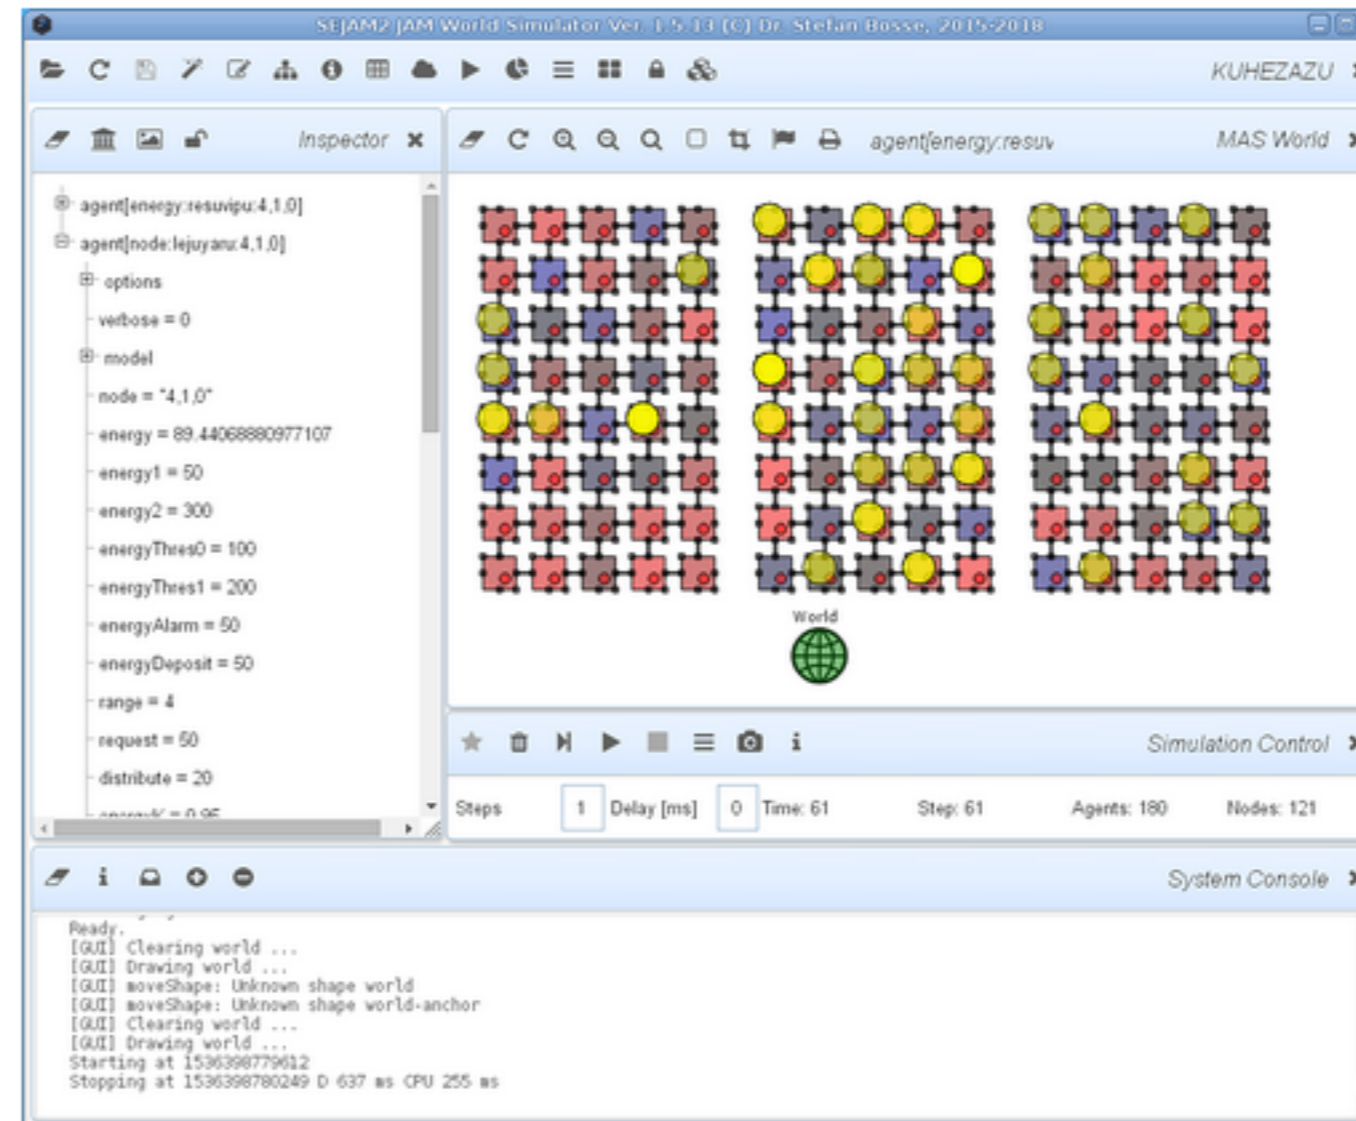 SEJAM2 JAM World Simulator Ver. 1.5.13 (C) Dr. Stefan Bosse, 2015-2018
KUHEZAZU
Inspector
agent[energy:resuvipu:4,1,0]
agent[node:lejuyaru:4,1,0]
options
verbose = 0
model
node = "4,1,0"
energy = 89.44068880977107
energy1 = 50
energy2 = 300
energyThres0 = 100
energyThres1 = 200
energyAlarm = 50
energyDeposit = 50
range = 4
request = 50
distribute = 20
agent[energy:resuv
MAS World
World
Simulation Control
Steps 1 Delay [ms] 0 Time: 61 Step: 61 Agents: 180 Nodes: 121
System Console
Ready.
[GUI] Clearing world ...
[GUI] Drawing world ...
[GUI] moveShape: Unknown shape world
[GUI] moveShape: Unknown shape world-anchor
[GUI] Clearing world ...
[GUI] Drawing world ...
Starting at 1536398779612
Stopping at 1536398780249 D 637 ms CPU 255 ms